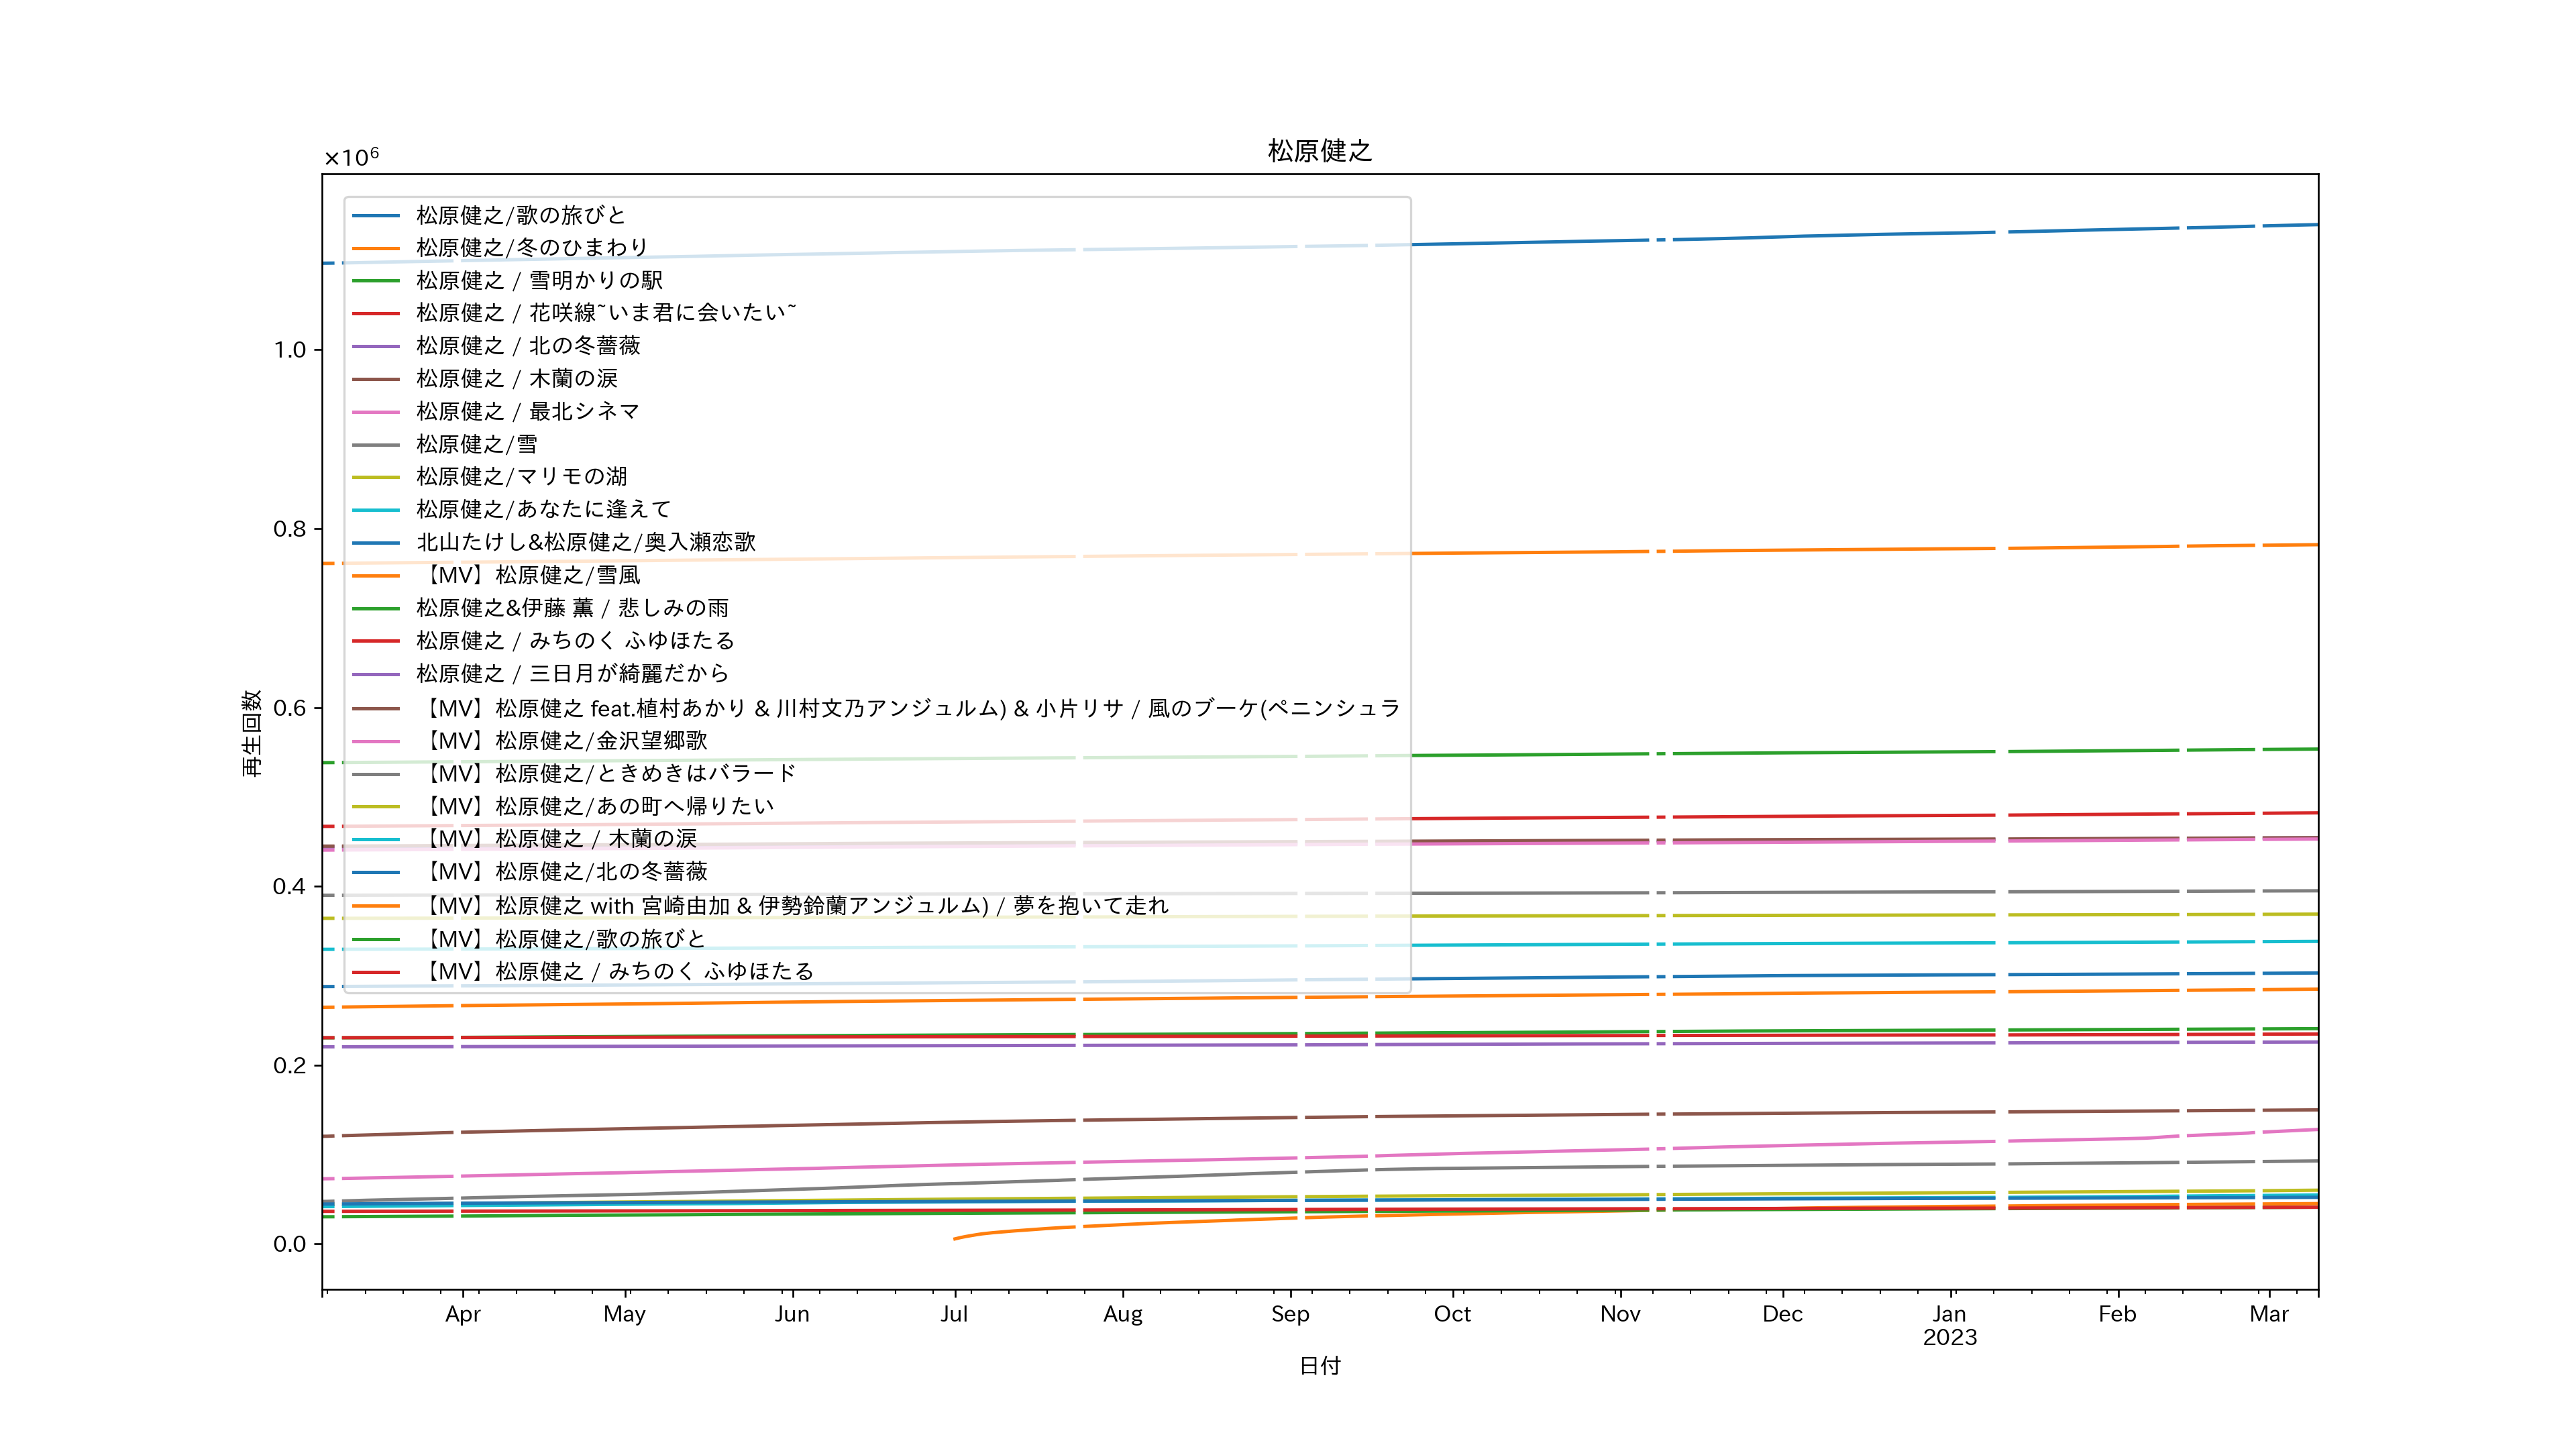 松原健之
×10⁶
松原健之/歌の旅びと
松原健之/冬のひまわり
松原健之 / 雪明かりの駅
松原健之 / 花咲線~いま君に会いたい~
松原健之 / 北の冬薔薇
松原健之 / 木蘭の涙
松原健之 / 最北シネマ
松原健之/雪
松原健之/マリモの湖
松原健之/あなたに逢えて
北山たけし&松原健之/奥入瀬恋歌
【MV】松原健之/雪風
松原健之&伊藤 薫 / 悲しみの雨
松原健之 / みちのく ふゆほたる
松原健之 / 三日月が綺麗だから
【MV】松原健之 feat.植村あかり & 川村文乃アンジュルム) & 小片リサ / 風のブーケ(ペニンシュラ
【MV】松原健之/金沢望郷歌
【MV】松原健之/ときめきはバラード
【MV】松原健之/あの町へ帰りたい
【MV】松原健之 / 木蘭の涙
【MV】松原健之/北の冬薔薇
【MV】松原健之 with 宮崎由加 & 伊勢鈴蘭アンジュルム) / 夢を抱いて走れ
【MV】松原健之/歌の旅びと
【MV】松原健之 / みちのく ふゆほたる
1.0
0.8
0.6
0.4
0.2
0.0
再生回数
Apr May Jun Jul Aug Sep Oct Nov Dec Jan Feb Mar
2023
日付